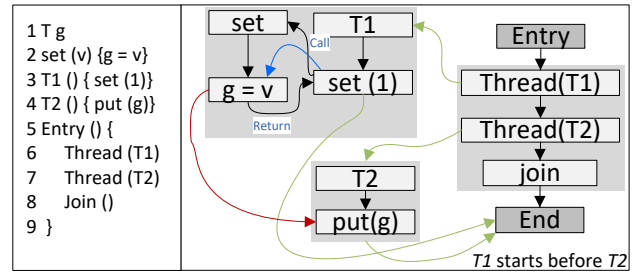 1 T g
2 set (v) {g = v}
3 T1 () { set (1)}
4 T2 () { put (g)}
5 Entry () {
6 Thread (T1)
7 Thread (T2)
8 Join ()
9 }
set
T1
Call
g = v
set (1)
Return
T2
put(g)
Entry
Thread(T1)
Thread(T2)
join
End
T1 starts before T2